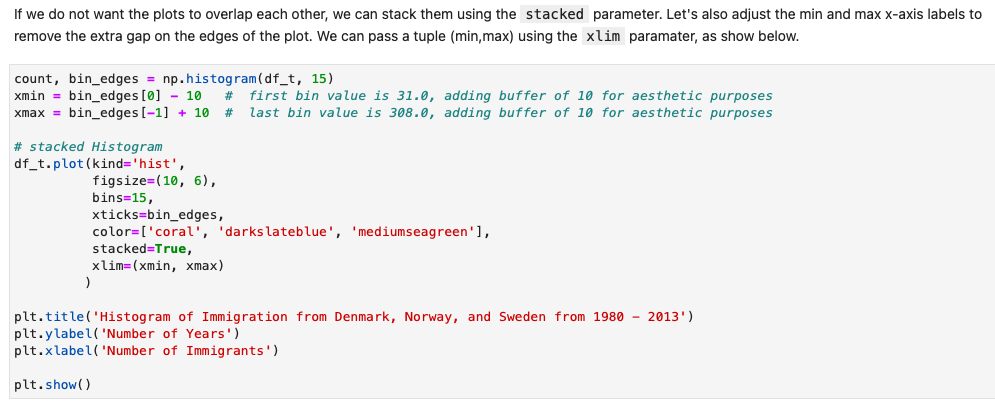 If we do not want the plots to overlap each other, we can stack them using the stacked parameter. Let's also adjust the min and max x-axis labels to
remove the extra gap on the edges of the plot. We can pass a tuple (min,max) using the xlim paramater, as show below.
count, bin_edges = np.histogram(df_t, 15)
xmin = bin_edges[0] - 10   #  first bin value is 31.0, adding buffer of 10 for aesthetic purposes
xmax = bin_edges[-1] + 10  #  last bin value is 308.0, adding buffer of 10 for aesthetic purposes
# stacked Histogram
df_t.plot(kind='hist',
          figsize=(10, 6),
          bins=15,
          xticks=bin_edges,
          color=['coral', 'darkslateblue', 'mediumseagreen'],
          stacked=True,
          xlim=(xmin, xmax)
         )
plt.title('Histogram of Immigration from Denmark, Norway, and Sweden from 1980 - 2013')
plt.ylabel('Number of Years')
plt.xlabel('Number of Immigrants')
plt.show()